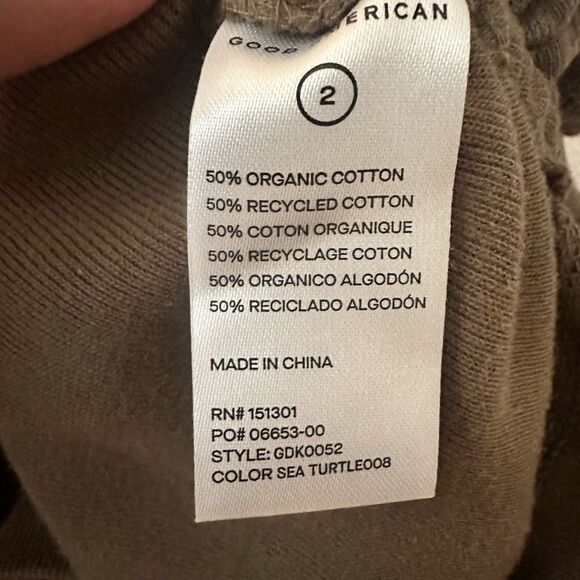 GOOD AMERICAN
2
50% ORGANIC COTTON
50% RECYCLED COTTON
50% COTON ORGANIQUE
50% RECYCLAGE COTON
50% ORGANICO ALGODÓN
50% RECICLADO ALGODÓN
MADE IN CHINA
RN# 151301
PO# 06653-00
STYLE: GDK0052
COLOR SEA TURTLE008